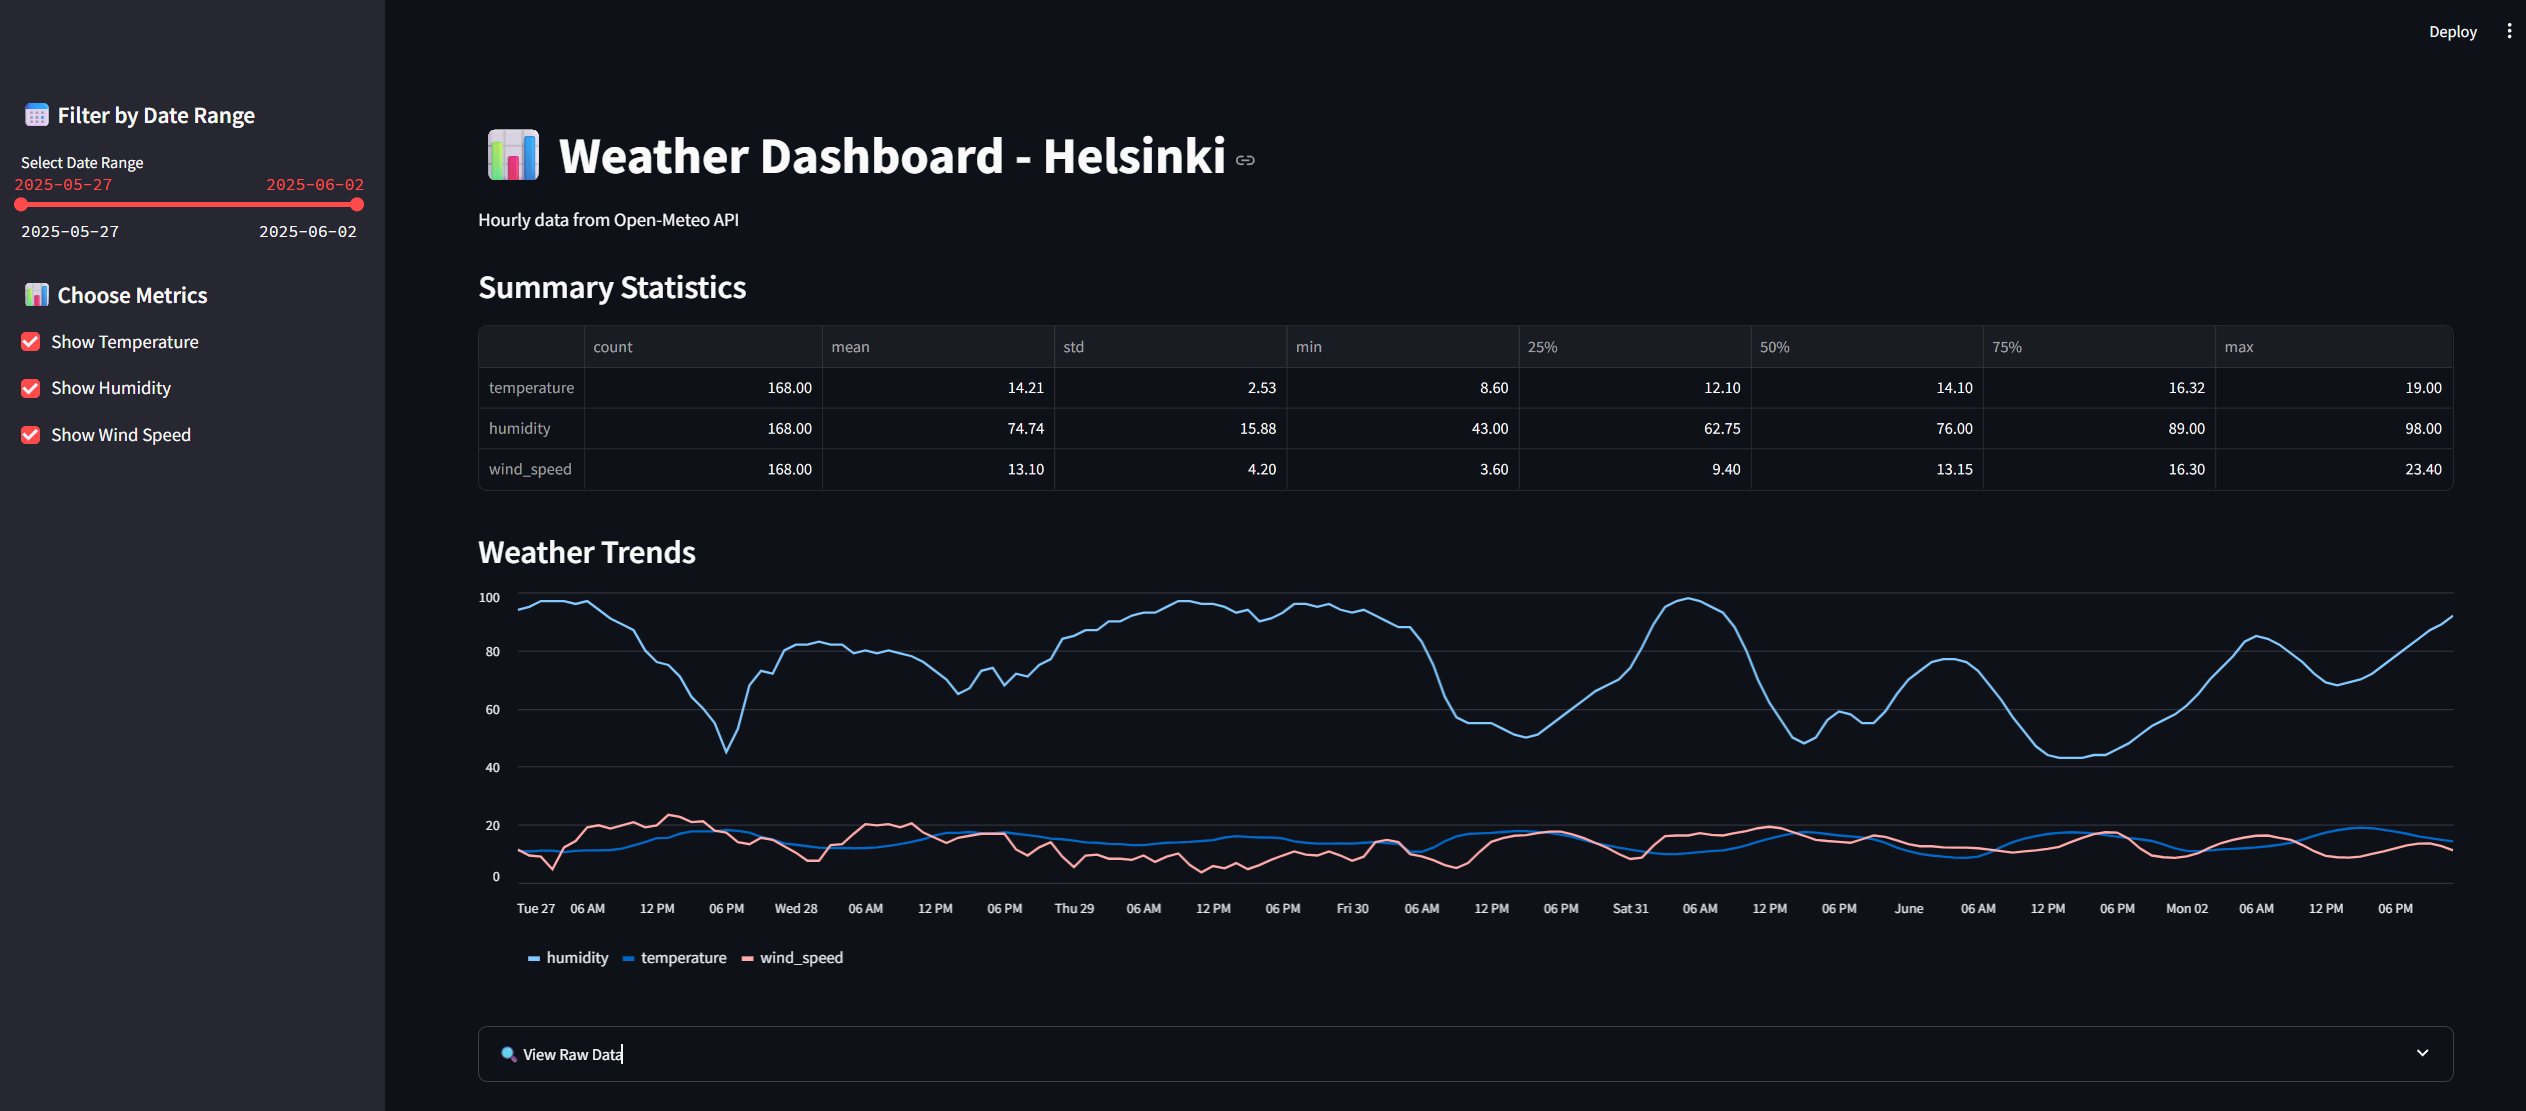 Deploy
Filter by Date Range
Select Date Range
2025-05-27 2025-06-02
2025-05-27 2025-06-02
Choose Metrics
Show Temperature
Show Humidity
Show Wind Speed
Weather Dashboard - Helsinki
Hourly data from Open-Meteo API
Summary Statistics
count mean std min 25% 50% 75% max
temperature 168.00 14.21 2.53 8.60 12.10 14.10 16.32 19.00
humidity 168.00 74.74 15.88 43.00 62.75 76.00 89.00 98.00
wind_speed 168.00 13.10 4.20 3.60 9.40 13.15 16.30 23.40
Weather Trends
100
80
60
40
20
0
Tue 27 06 AM 12 PM 06 PM Wed 28 06 AM 12 PM 06 PM Thu 29 06 AM 12 PM 06 PM Fri 30 06 AM 12 PM 06 PM Sat 31 06 AM 12 PM 06 PM June 06 AM 12 PM 06 PM Mon 02 06 AM 12 PM 06 PM
humidity temperature wind_speed
View Raw Data